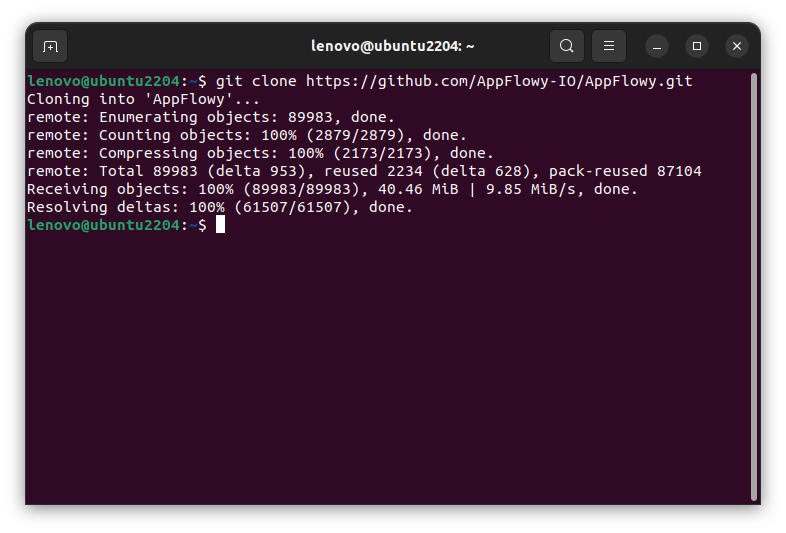 lenovo@ubuntu2204: ~
lenovo@ubuntu2204:~$ git clone https://github.com/AppFlowy-IO/AppFlowy.git
Cloning into 'AppFlowy'...
remote: Enumerating objects: 89983, done.
remote: Counting objects: 100% (2879/2879), done.
remote: Compressing objects: 100% (2173/2173), done.
remote: Total 89983 (delta 953), reused 2234 (delta 628), pack-reused 87104
Receiving objects: 100% (89983/89983), 40.46 MiB | 9.85 MiB/s, done.
Resolving deltas: 100% (61507/61507), done.
lenovo@ubuntu2204:~$